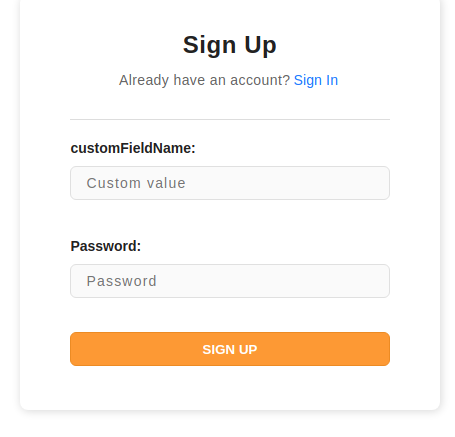 Sign Up
Already have an account? Sign In
customFieldName:
Custom value
Password:
Password
SIGN UP